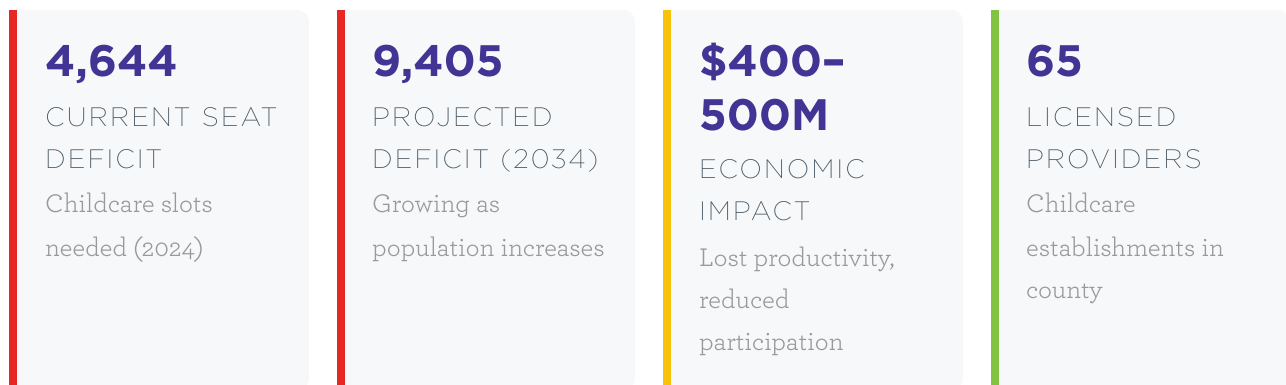 4,644
CURRENT SEAT
DEFICIT
Childcare slots
needed (2024)
9,405
PROJECTED
DEFICIT (2034)
Growing as
population increases
$400–
500M
ECONOMIC
IMPACT
Lost productivity,
reduced
participation
65
LICENSED
PROVIDERS
Childcare
establishments in
county